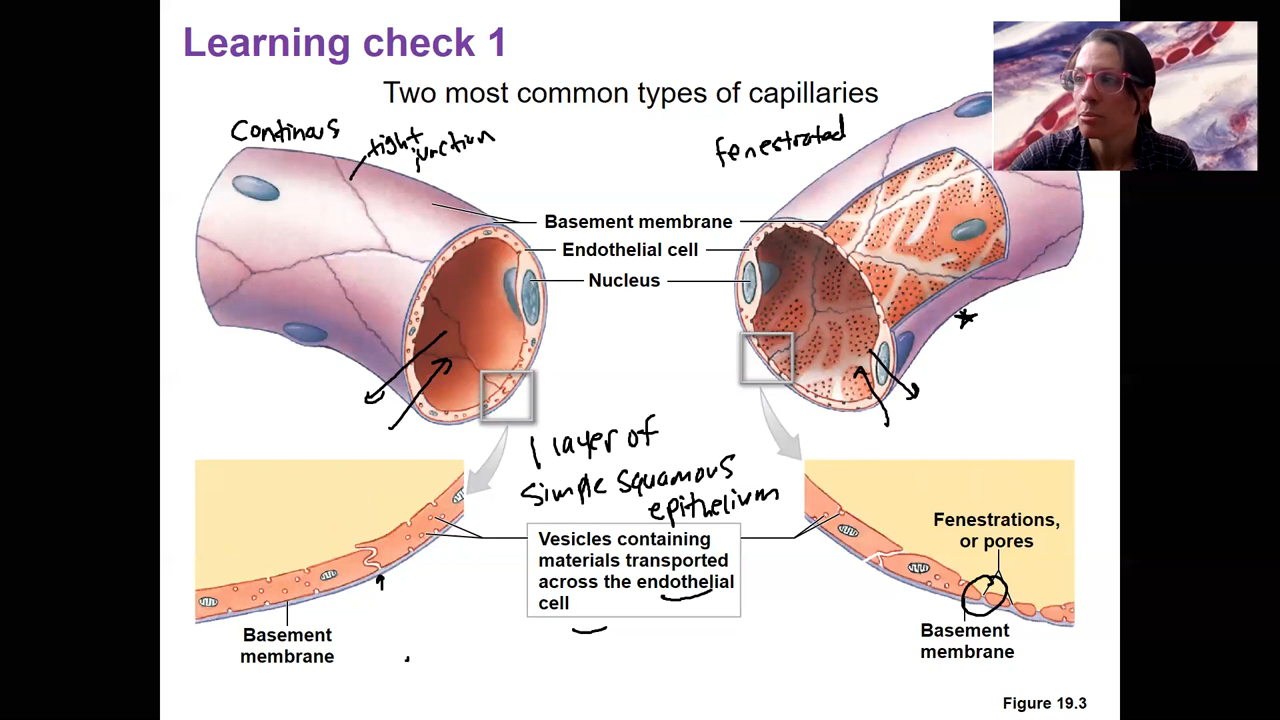 Learning check 1
Two most common types of capillaries
Continous
tight
junction
fenestrated
Basement membrane
Endothelial cell
Nucleus
1 layer of
simple squamous
epithelium
Vesicles containing
materials transported
across the endothelial
cell
Fenestrations,
or pores
Basement
membrane
Basement
membrane
Figure 19.3